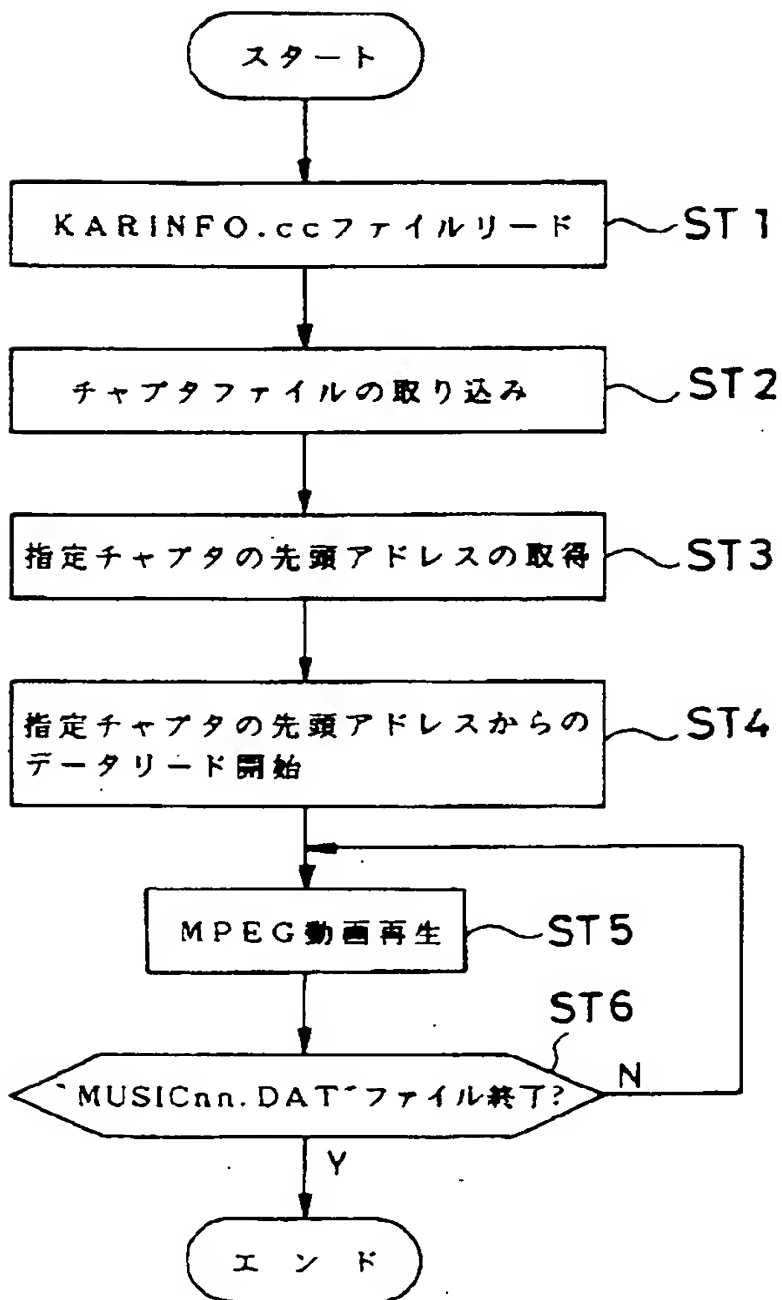 スタート
KARINFO.ccファイルリード
ST1
チャプタファイルの取り込み
ST2
指定チャプタの先頭アドレスの取得
ST3
指定チャプタの先頭アドレスからの
データリード開始
ST4
MPEG動画再生
ST5
ST6
"MUSICnn.DAT"ファイル終了?
N
Y
エンド